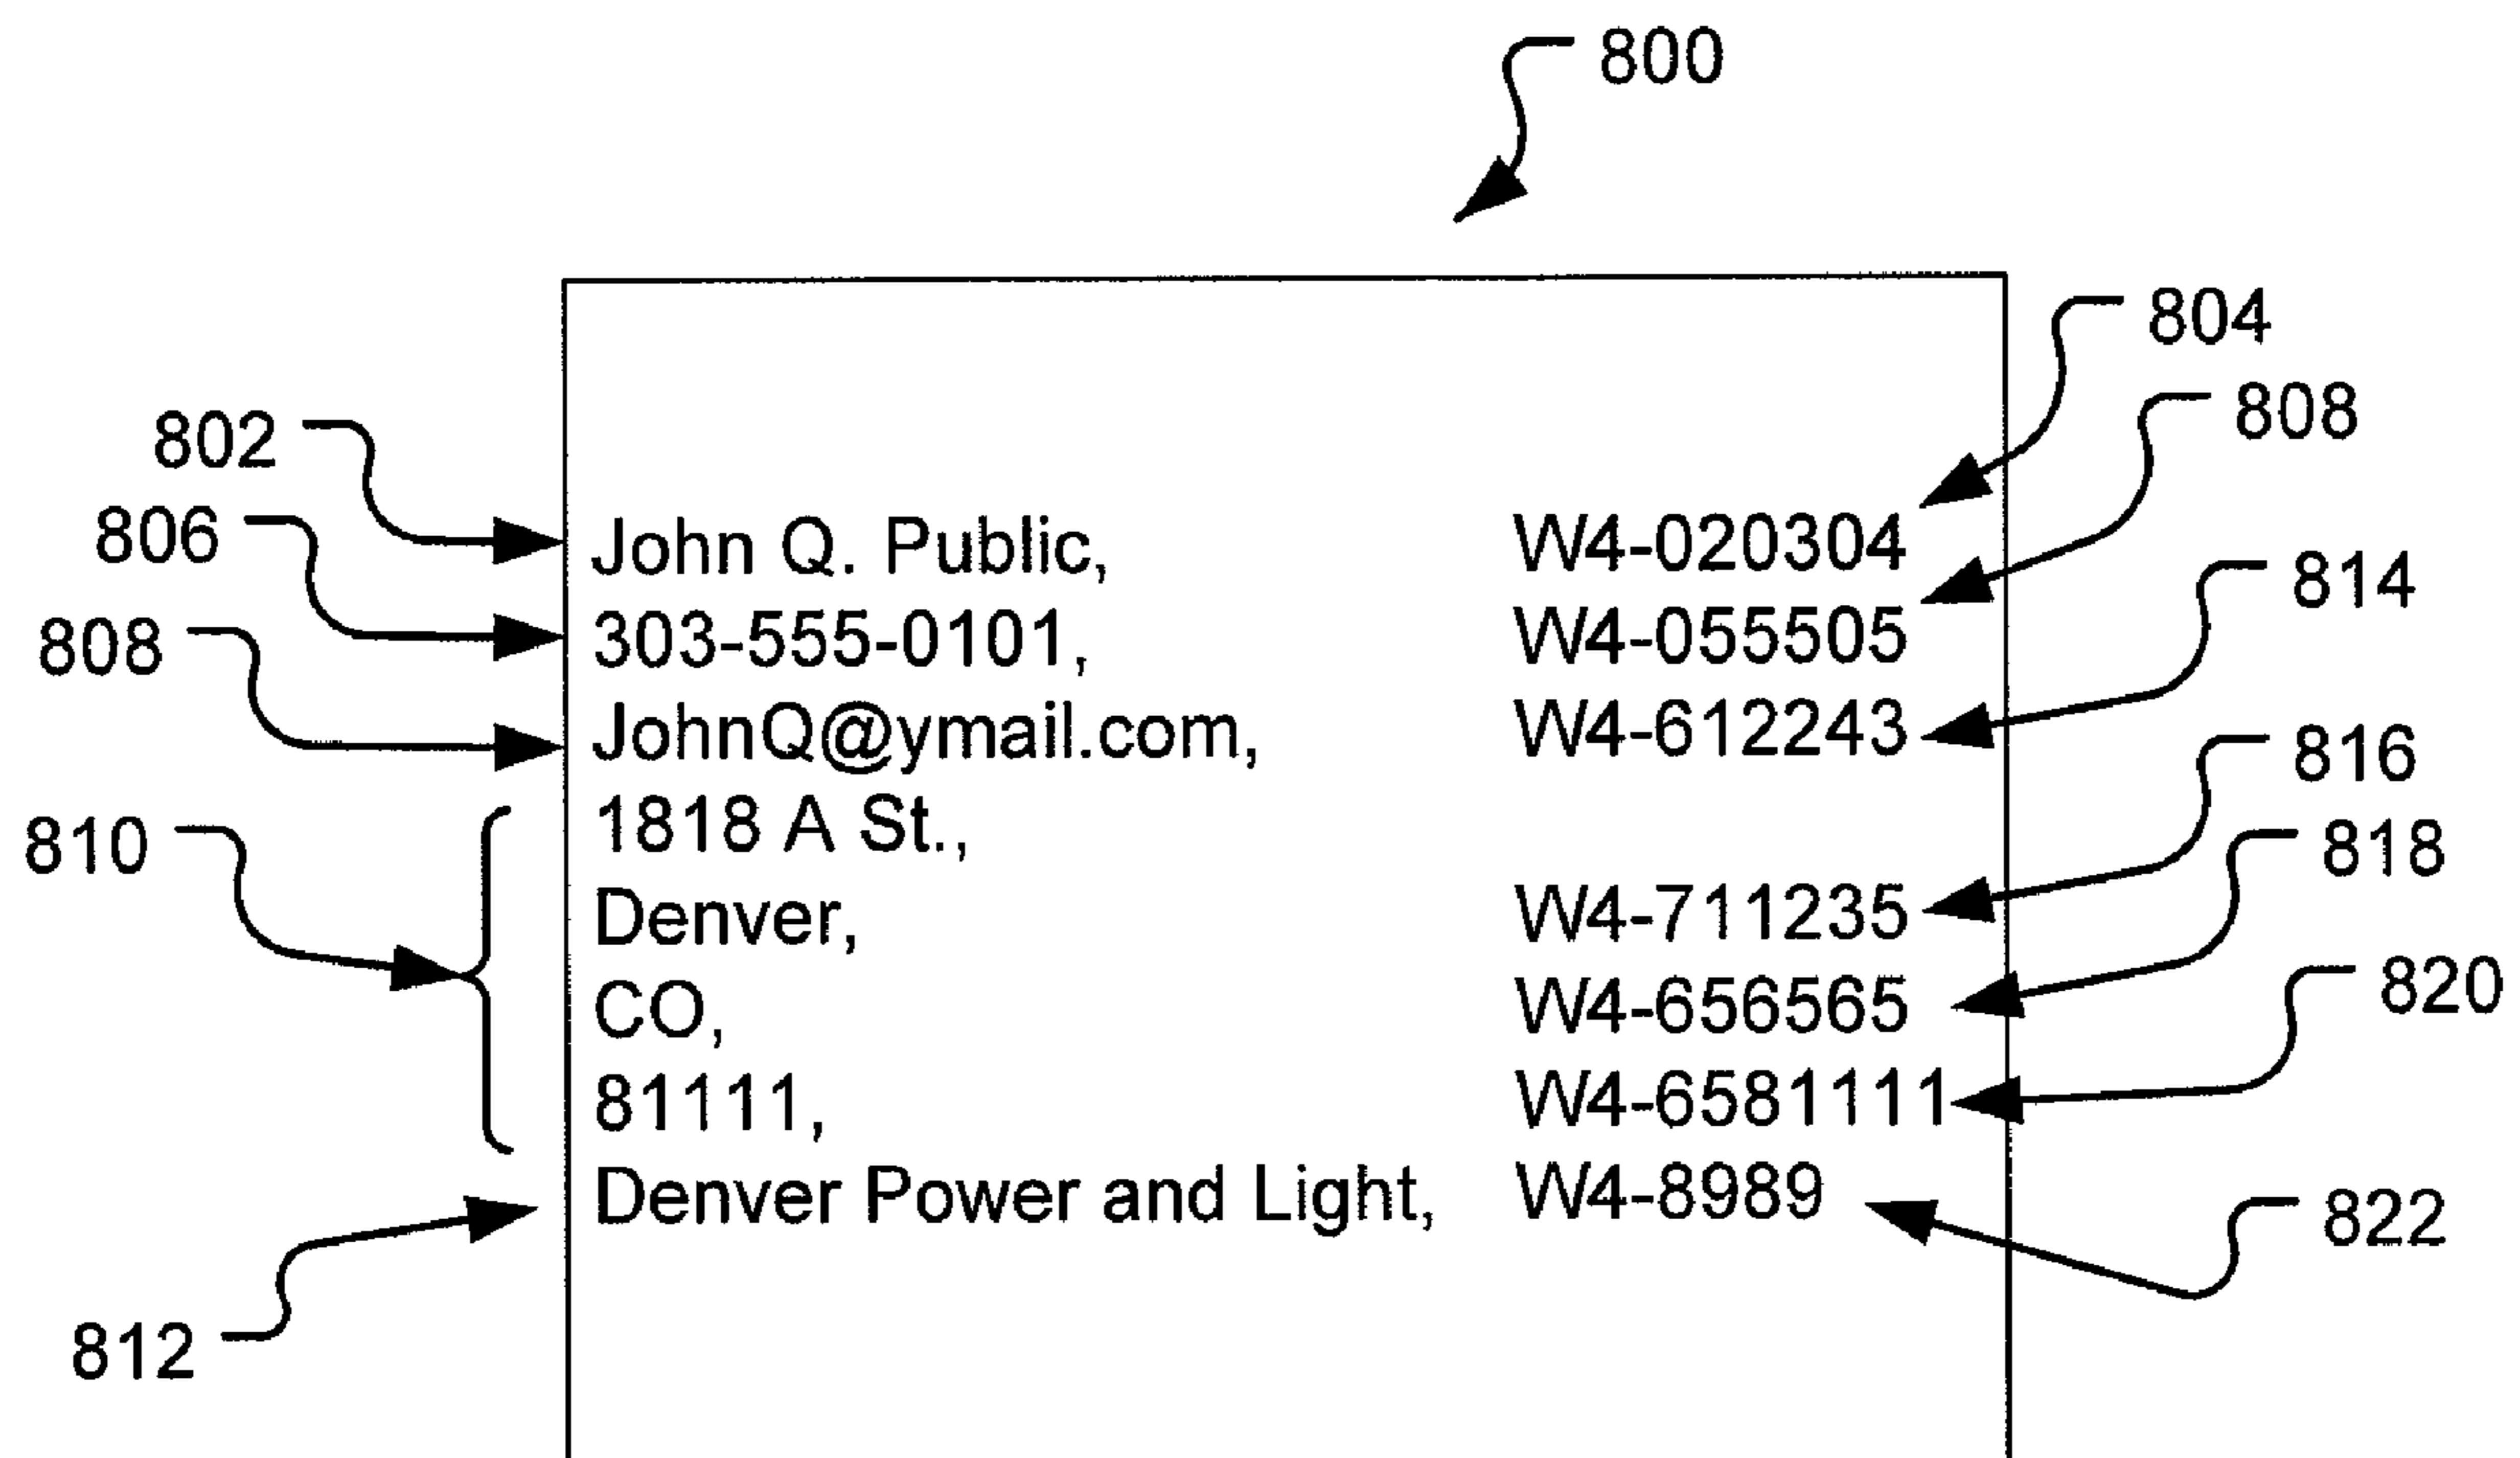 800
804
808
802
806
808
810
812
John Q. Public, W4-020304
303-555-0101, W4-055505
JohnQ@ymail.com, W4-612243
1818 A St.,
Denver, W4-711235
CO, W4-656565
81111, W4-6581111
Denver Power and Light, W4-8989
814
816
818
820
822